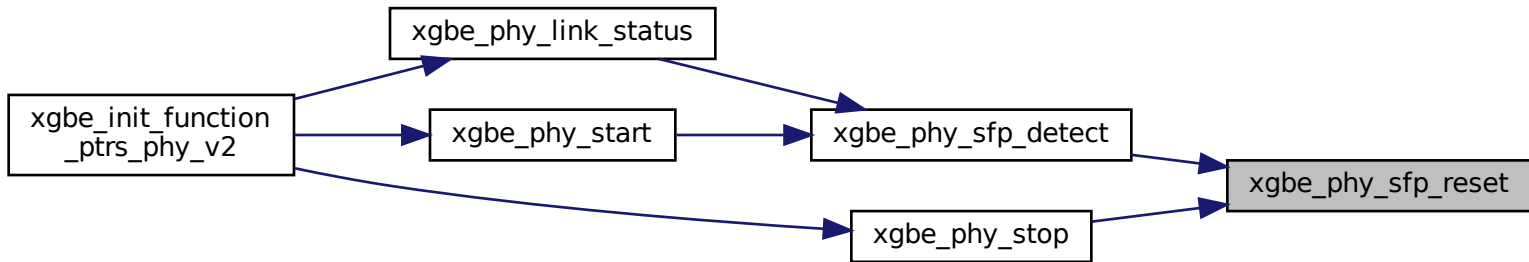 xgbe_phy_link_status
xgbe_init_function
_ptrs_phy_v2
xgbe_phy_start
xgbe_phy_sfp_detect
xgbe_phy_sfp_reset
xgbe_phy_stop